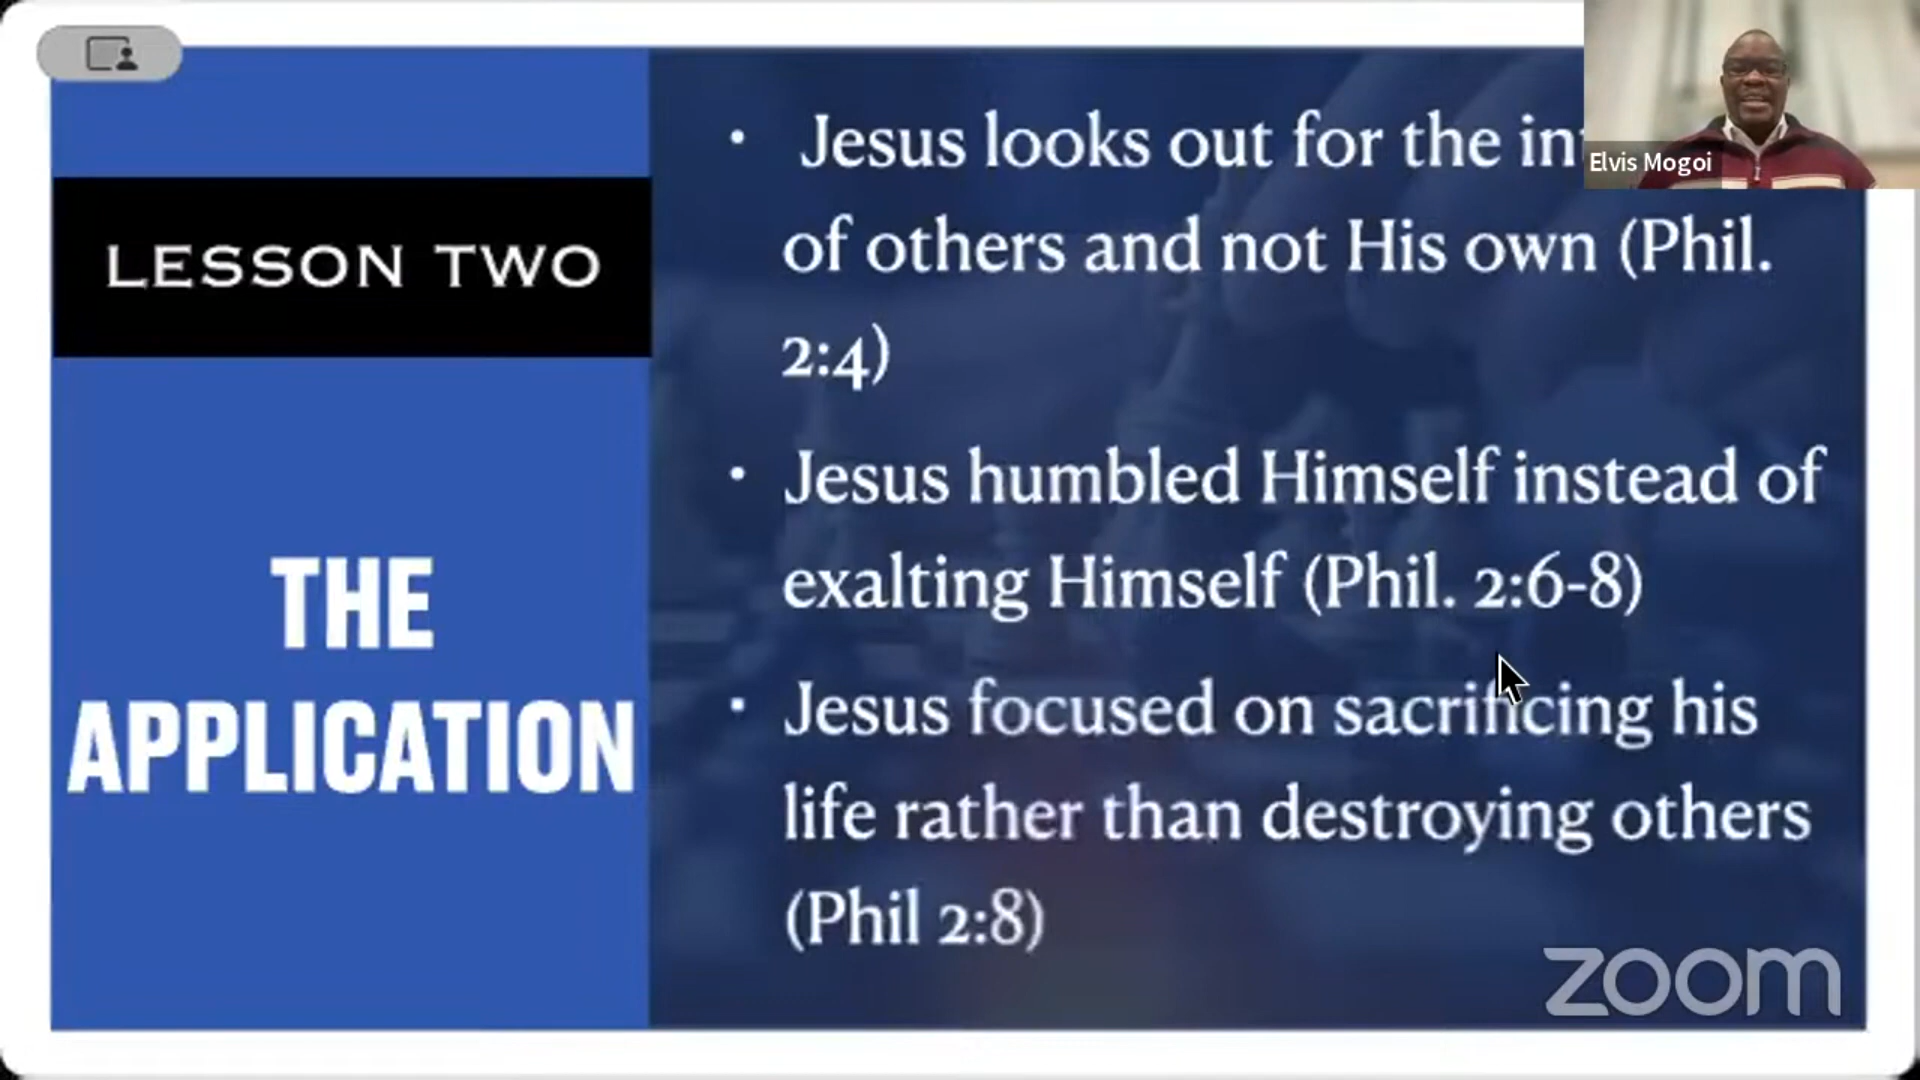 LESSON TWO
THE
APPLICATION
• Jesus looks out for the
of others and not His own (Phil.
2:4)
• Jesus humbled Himself instead of
exalting Himself (Phil. 2:6-8)
• Jesus focused on sacrificing his
life rather than destroying others
(Phil 2:8)
Elvis Mogoi
zoom